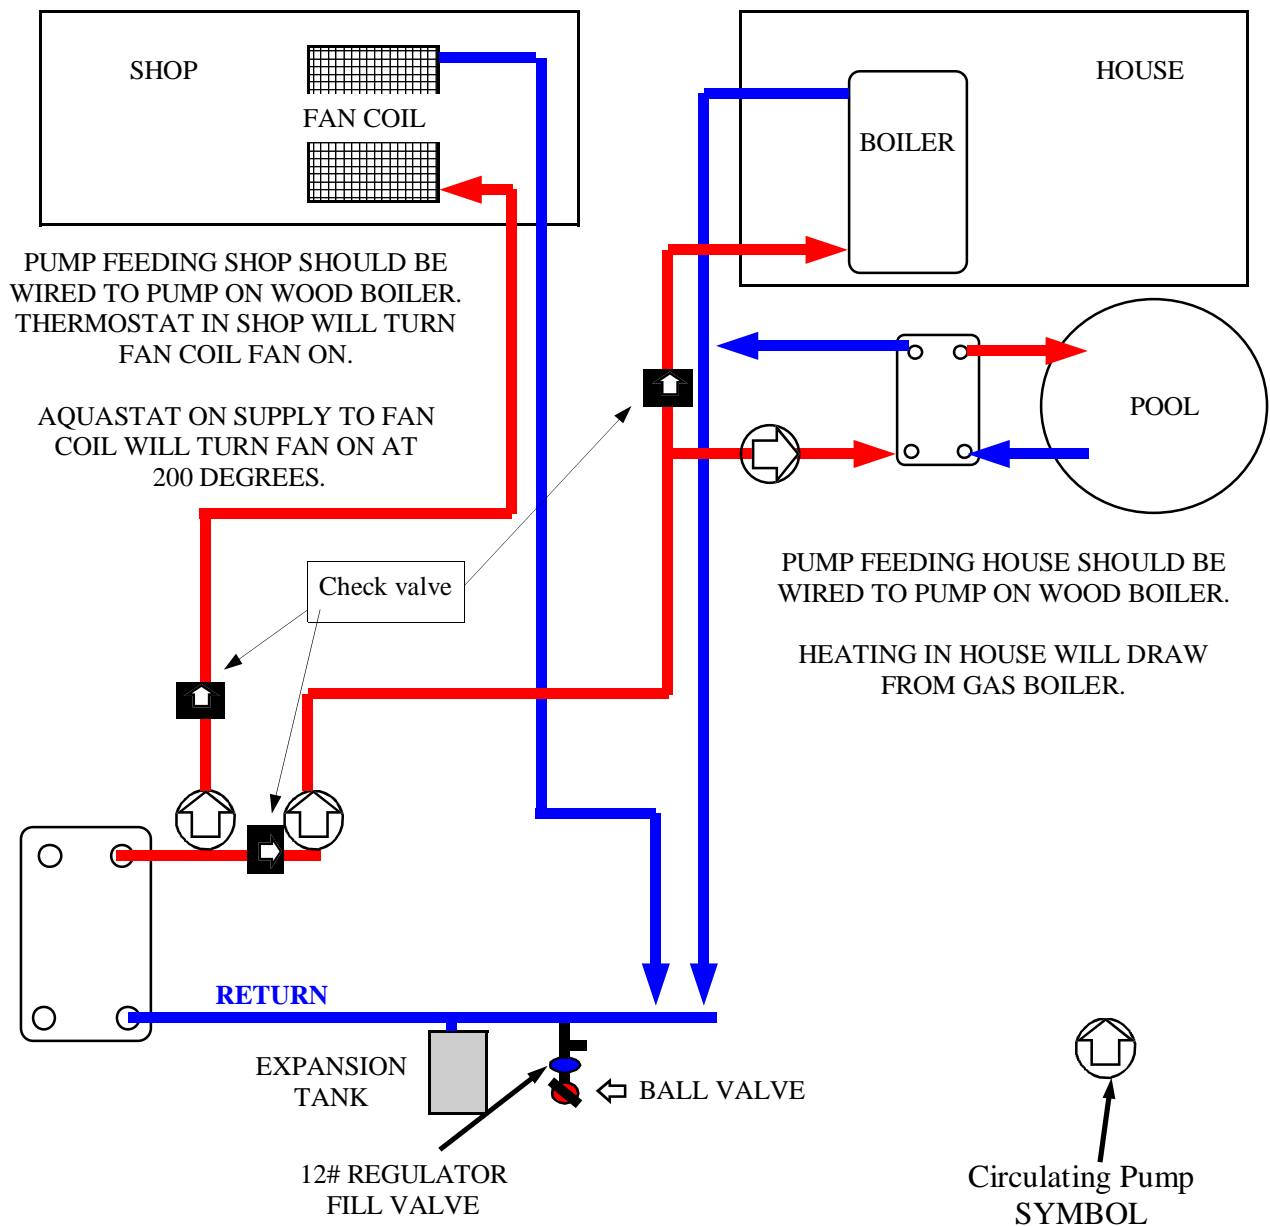 SHOP
FAN COIL
HOUSE
BOILER
PUMP FEEDING SHOP SHOULD BE
WIRED TO PUMP ON WOOD BOILER.
THERMOSTAT IN SHOP WILL TURN
FAN COIL FAN ON.
AQUASTAT ON SUPPLY TO FAN
COIL WILL TURN FAN ON AT
200 DEGREES.
POOL
Check valve
PUMP FEEDING HOUSE SHOULD BE
WIRED TO PUMP ON WOOD BOILER.
HEATING IN HOUSE WILL DRAW
FROM GAS BOILER.
RETURN
EXPANSION
TANK
BALL VALVE
12# REGULATOR
FILL VALVE
Circulating Pump
SYMBOL